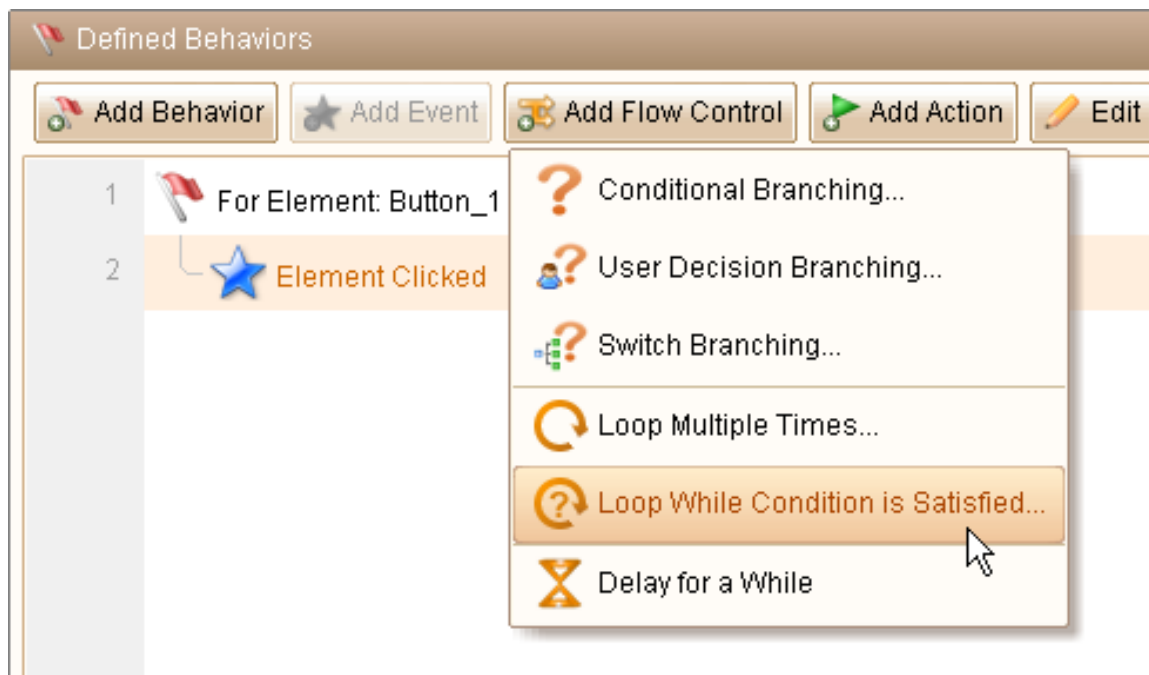 Defined Behaviors
Add Behavior Add Event Add Flow Control Add Action Edit
1 For Element: Button_1
2 Element Clicked
Conditional Branching...
User Decision Branching...
Switch Branching...
Loop Multiple Times...
Loop While Condition is Satisfied...
Delay for a While